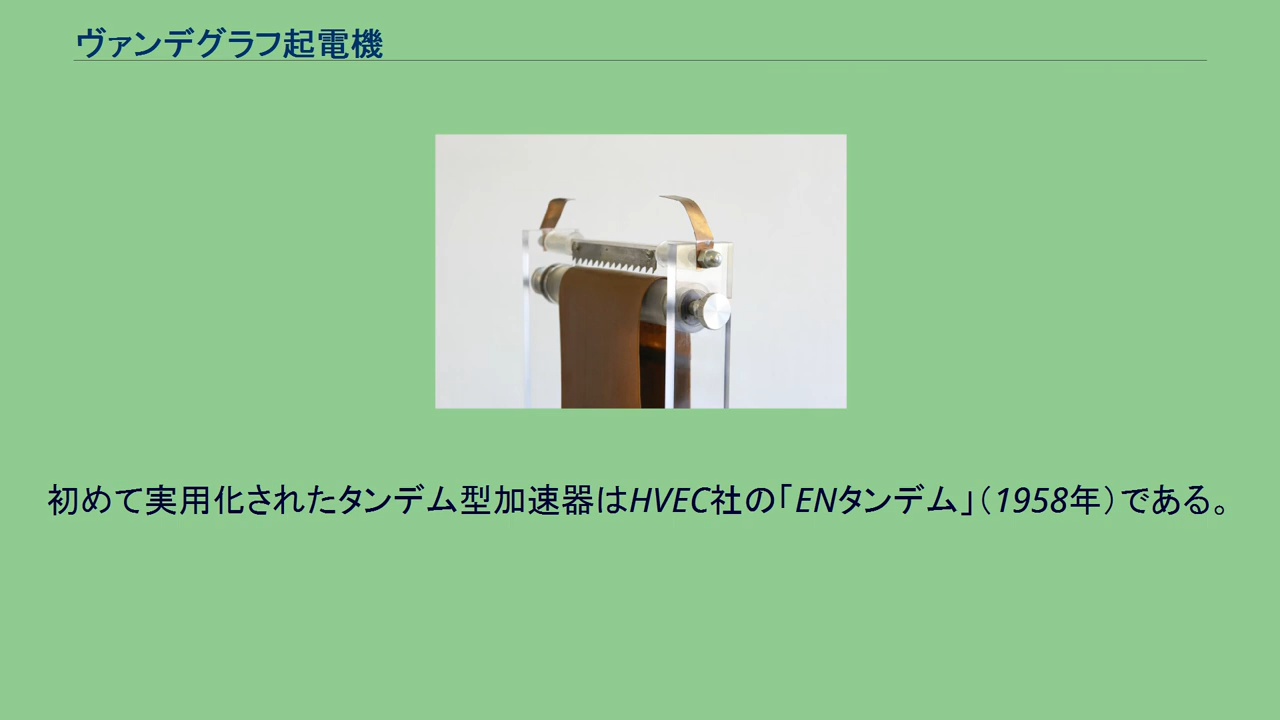 ヴァンデグラフ起電機
初めて実用化されたタンデム型加速器はHVEC社の「ENタンデム」（1958年）である。